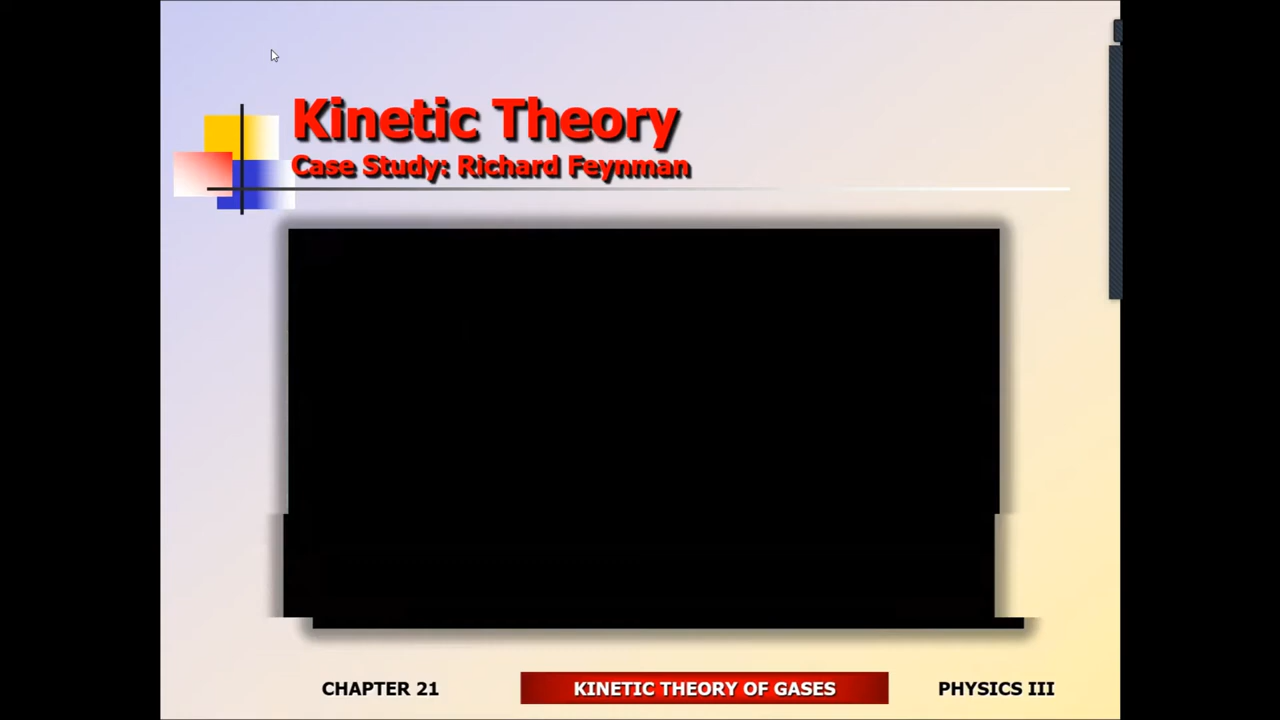 Kinetic Theory
Case Study: Richard Feynman
CHAPTER 21
KINETIC THEORY OF GASES
PHYSICS III